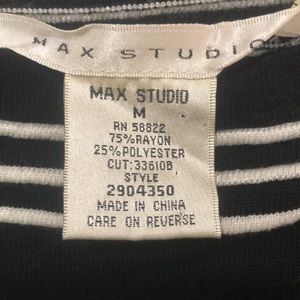 MAX STUDIO
MAX STUDIO
M
RN 58822
75%RAYON
25%POLYESTER
CUT:33610B
STYLE
2904350
MADE IN CHINA
CARE ON REVERSE